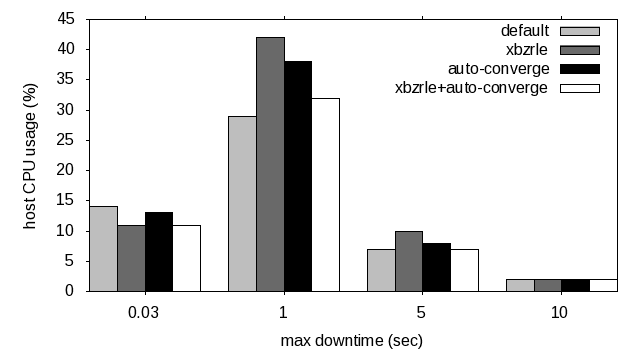 45
40
35
30
25
20
15
10
5
0
host CPU usage (%)
default
xbzrle
auto-converge
xbzrle+auto-converge
0.03 1 5 10
max downtime (sec)